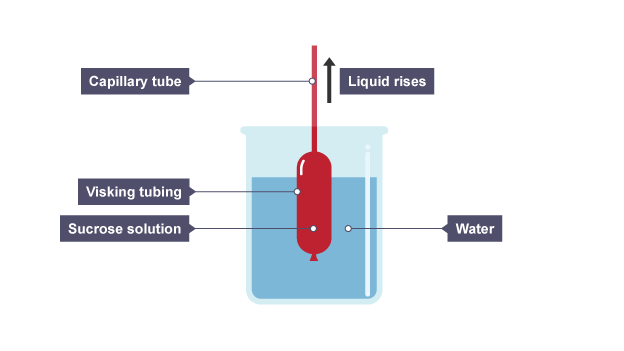 Capillary tube
Liquid rises
Visking tubing
Sucrose solution
Water